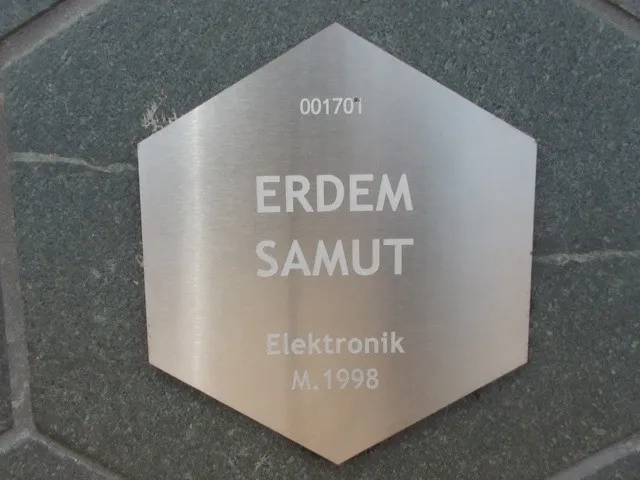 001701
ERDEM
SAMUT
Elektronik
M.1998